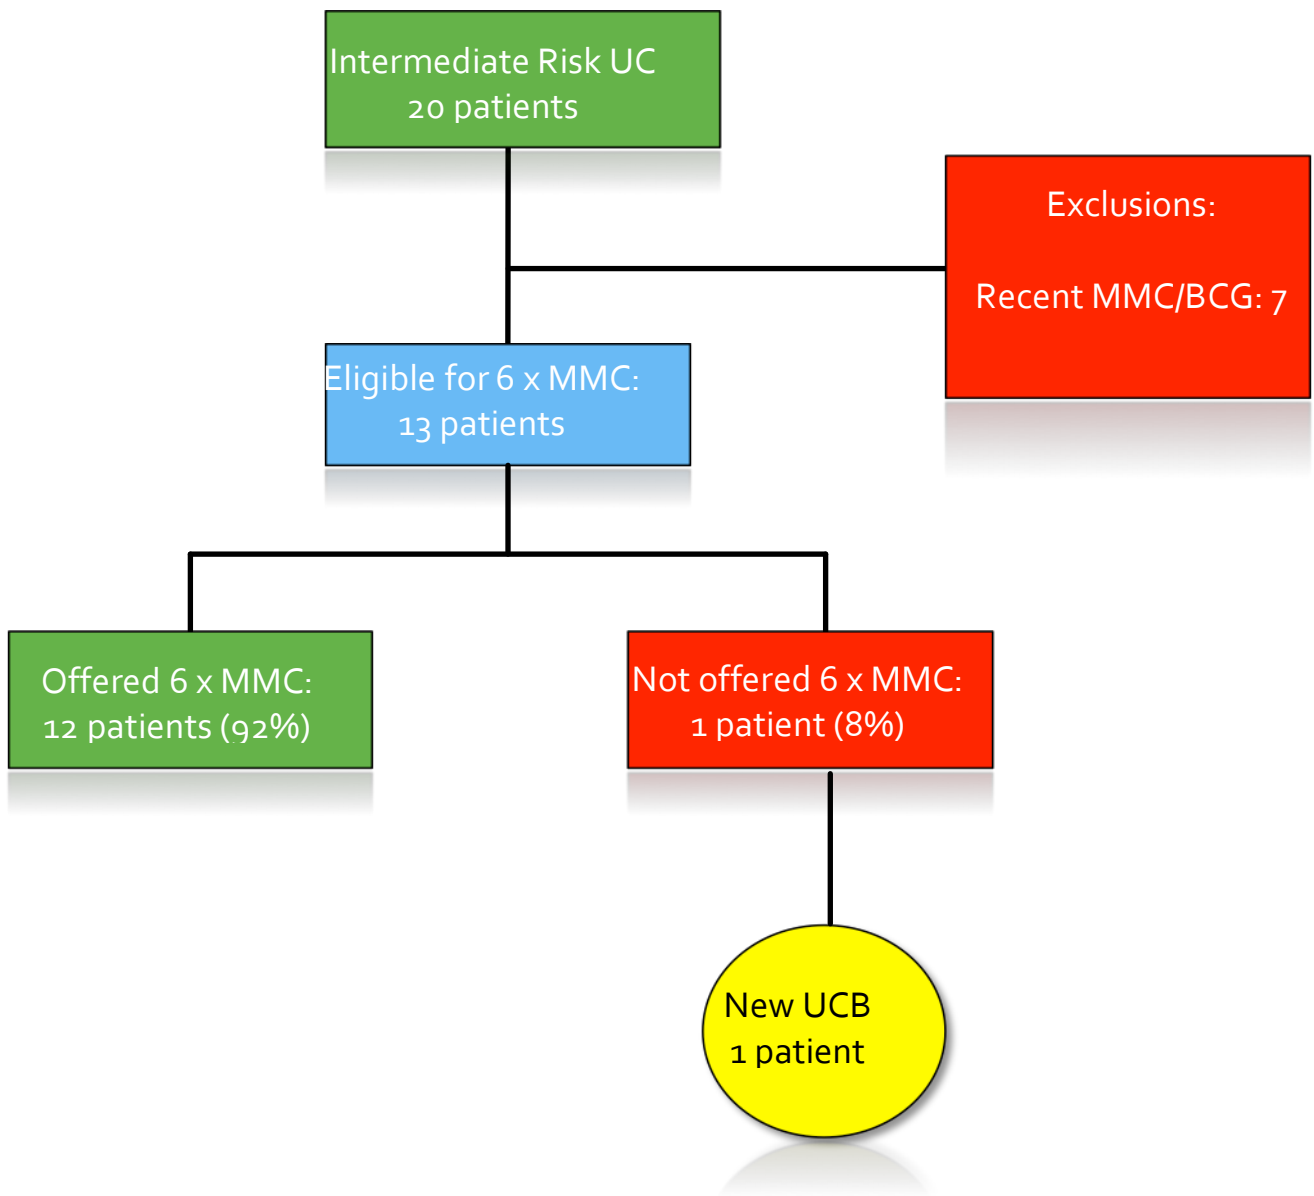 Intermediate Risk UC
20 patients
Exclusions:
Recent MMC/BCG: 7
Eligible for 6 x MMC:
13 patients
Offered 6 x MMC:
12 patients (92%)
Not offered 6 x MMC:
1 patient (8%)
New UCB
1 patient